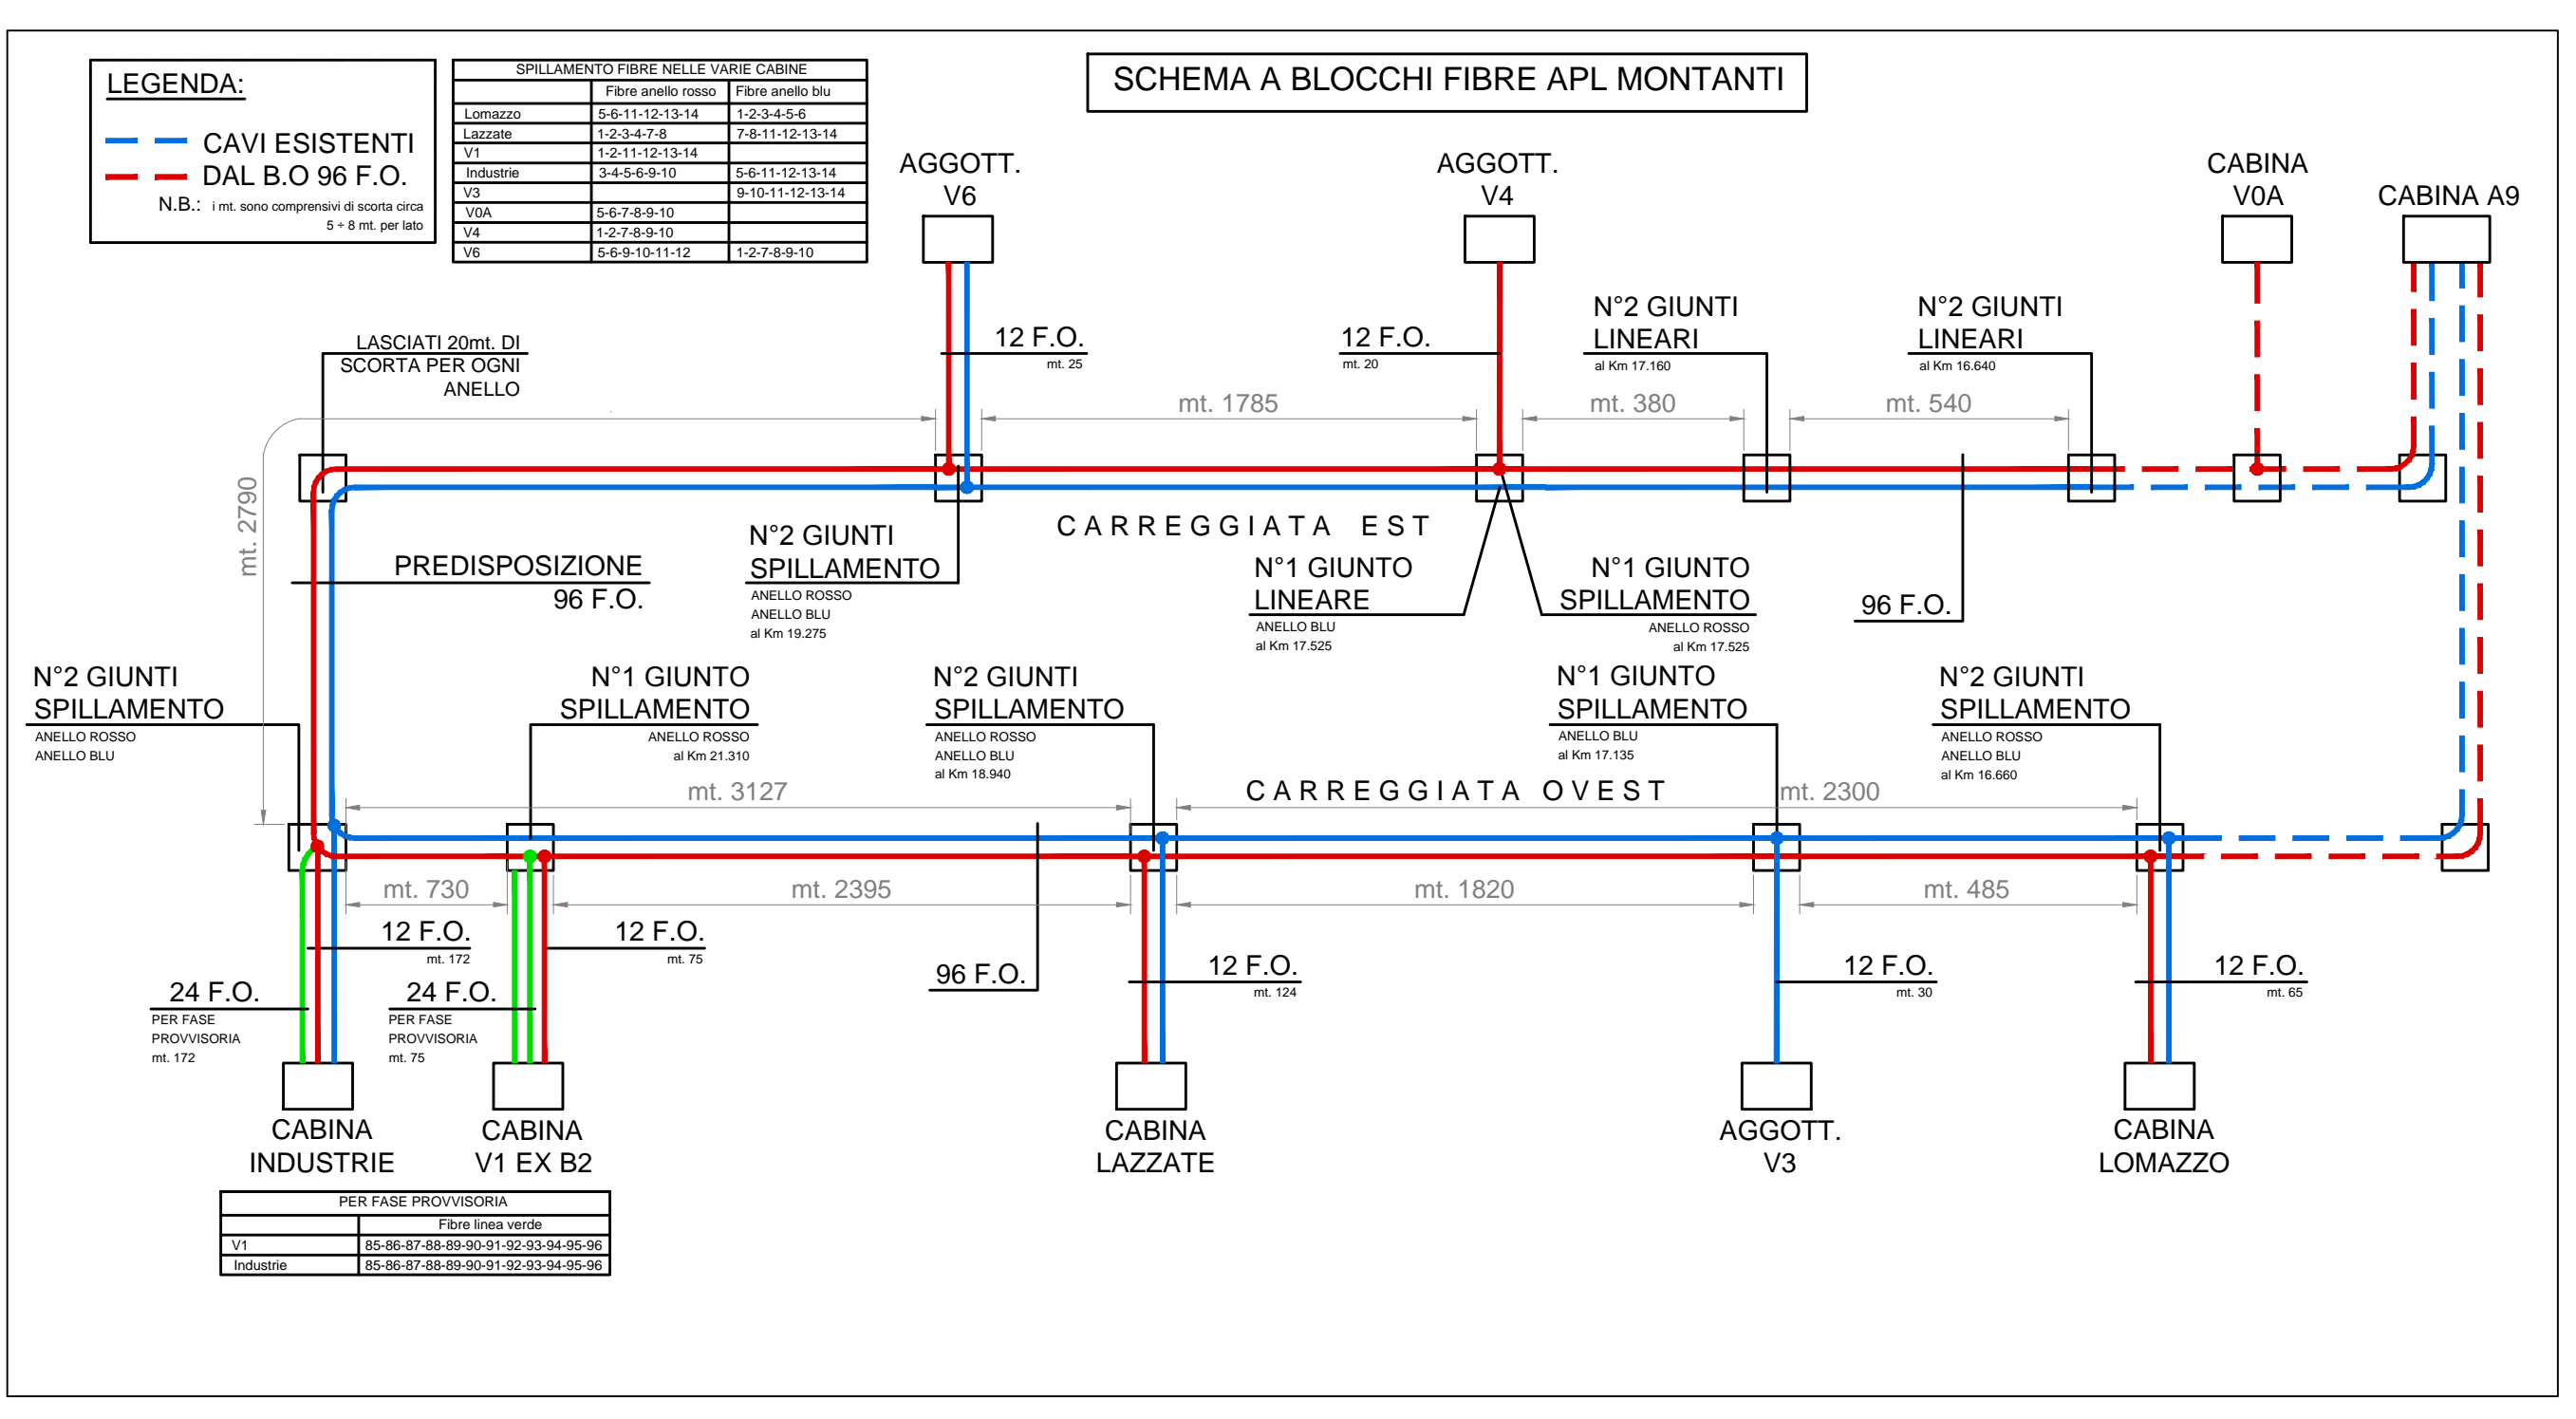 SCHEMA A BLOCCHI FIBRE APL MONTANTI
LEGENDA:
CAVI ESISTENTI
DAL B.O 96 F.O.
N.B.: i mt. sono comprensivi di scorta circa
5 ÷ 8 mt. per lato
SPILLAMENTO FIBRE NELLE VARIE CABINE
Fibre anello rosso Fibre anello blu
Lomazzo 5-6-11-12-13-14 1-2-3-4-5-6
Lazzate 1-2-3-4-7-8 7-8-11-12-13-14
V1 1-2-11-12-13-14
Industrie 3-4-5-6-9-10 5-6-11-12-13-14
V3 9-10-11-12-13-14
V0A 5-6-7-8-9-10
V4 1-2-7-8-9-10
V6 5-6-9-10-11-12 1-2-7-8-9-10
AGGOTT.
V6
AGGOTT.
V4
CABINA
V0A
CABINA A9
LASCIATI 20mt. DI
SCORTA PER OGNI
ANELLO
12 F.O.
mt. 25
12 F.O.
mt. 20
N°2 GIUNTI
LINEARI
al Km 17.160
N°2 GIUNTI
LINEARI
al Km 16.640
mt. 1785
mt. 380
mt. 540
mt. 2790
CARREGGIATA EST
PREDISPOSIZIONE
96 F.O.
N°2 GIUNTI
SPILLAMENTO
ANELLO ROSSO
ANELLO BLU
al Km 19.275
N°1 GIUNTO
LINEARE
ANELLO BLU
al Km 17.525
N°1 GIUNTO
SPILLAMENTO
ANELLO ROSSO
al Km 17.525
96 F.O.
N°2 GIUNTI
SPILLAMENTO
ANELLO ROSSO
ANELLO BLU
N°1 GIUNTO
SPILLAMENTO
ANELLO ROSSO
al Km 21.310
N°2 GIUNTI
SPILLAMENTO
ANELLO ROSSO
ANELLO BLU
al Km 18.940
N°1 GIUNTO
SPILLAMENTO
ANELLO BLU
al Km 17.135
N°2 GIUNTI
SPILLAMENTO
ANELLO ROSSO
ANELLO BLU
al Km 16.660
mt. 3127
CARREGGIATA OVEST
mt. 2300
mt. 730
mt. 2395
mt. 1820
mt. 485
12 F.O.
mt. 172
12 F.O.
mt. 75
24 F.O.
PER FASE
PROVVISORIA
mt. 172
24 F.O.
PER FASE
PROVVISORIA
mt. 75
96 F.O.
12 F.O.
mt. 124
12 F.O.
mt. 30
12 F.O.
mt. 65
CABINA
INDUSTRIE
CABINA
V1 EX B2
CABINA
LAZZATE
AGGOTT.
V3
CABINA
LOMAZZO
PER FASE PROVVISORIA
Fibre linea verde
V1 85-86-87-88-89-90-91-92-93-94-95-96
Industrie 85-86-87-88-89-90-91-92-93-94-95-96